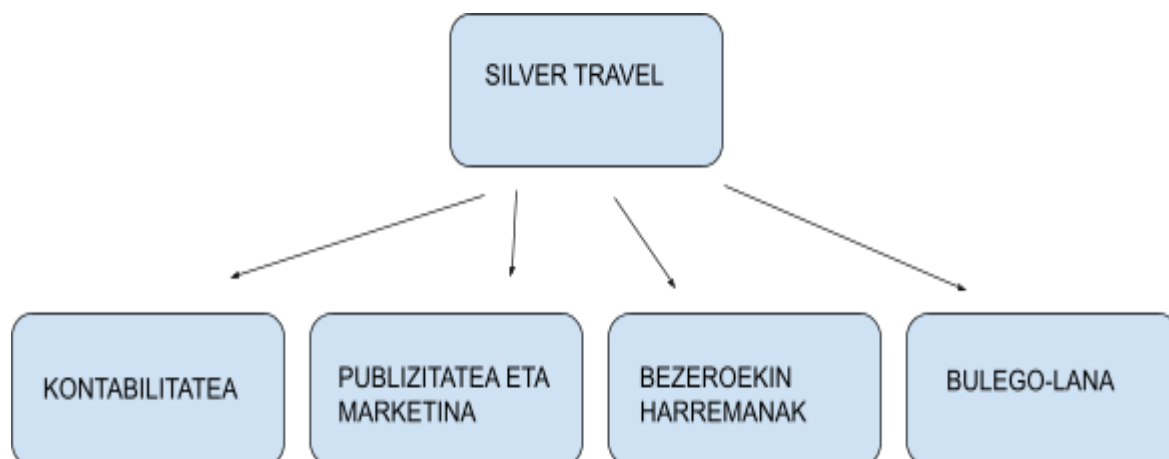 SILVER TRAVEL
KONTABILITATEA
PUBLIZITATEA ETA
MARKETINA
BEZEROEKIN
HARREMANAK
BULEGO-LANA